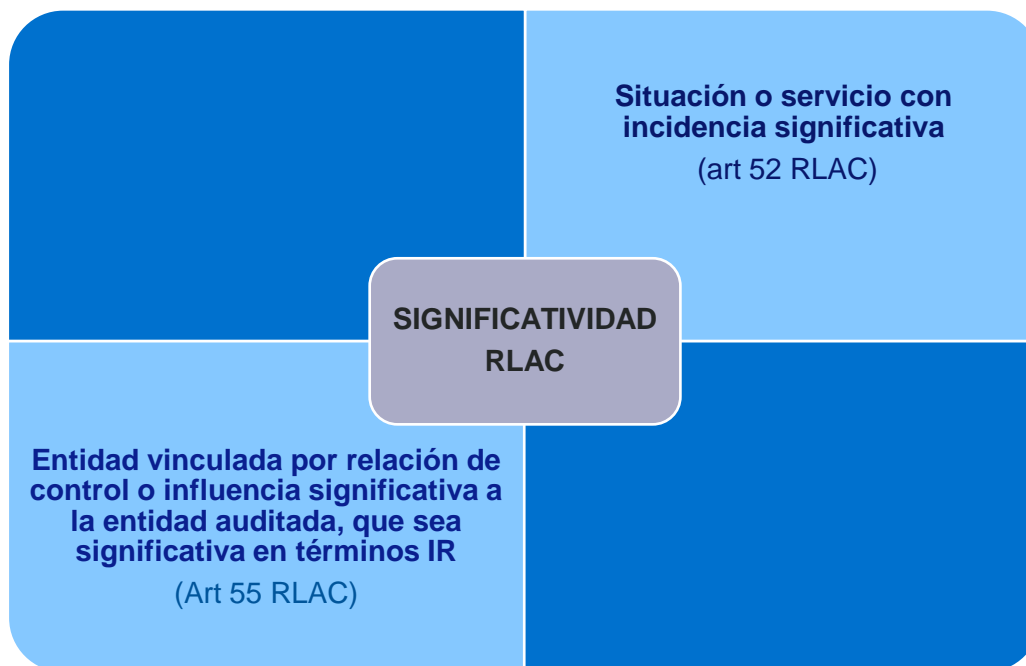 Situación o servicio con
incidencia significativa
(art 52 RLAC)
SIGNIFICATIVIDAD
RLAC
Entidad vinculada por relación de
control o influencia significativa a
la entidad auditada, que sea
significativa en términos IR
(Art 55 RLAC)